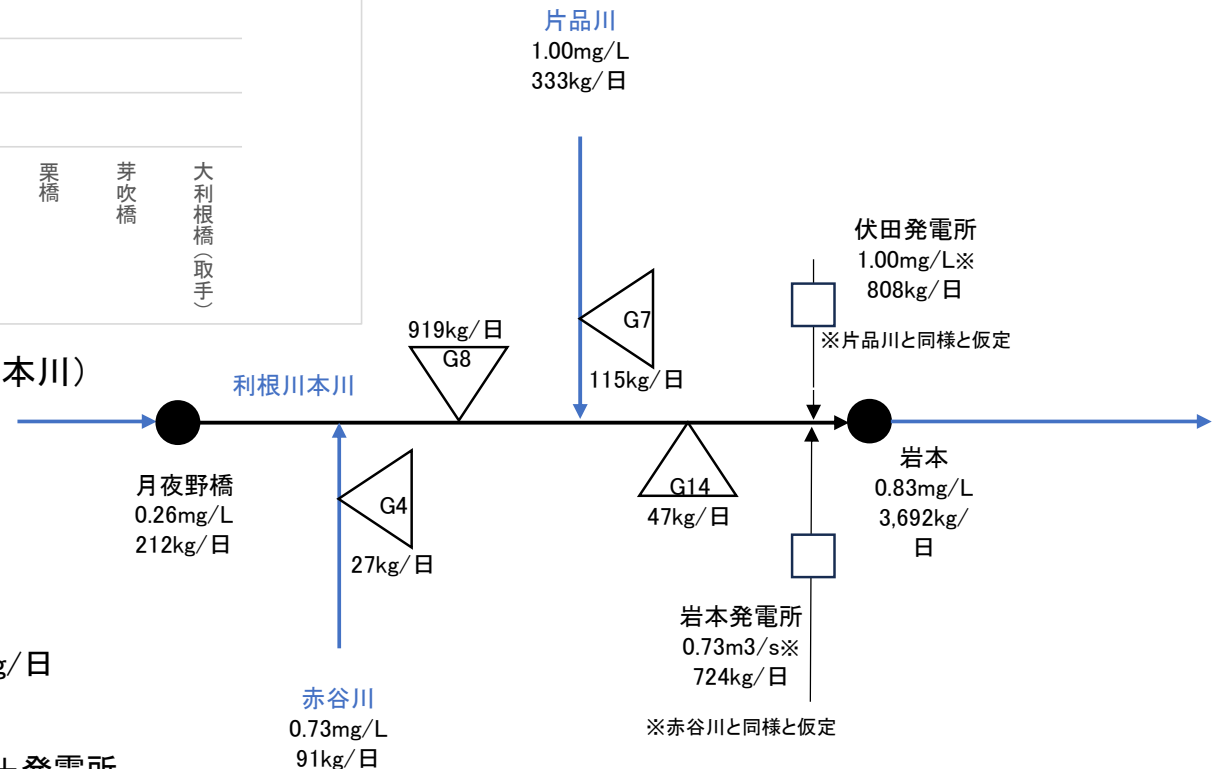 片品川
1.00mg/L
333kg/日
栗橋
芽吹橋
大利根橋(取手)
伏田発電所
1.00mg/L※
808kg/日
※片品川と同様と仮定
919kg/日
G8
G7
115kg/日
本川)
利根川本川
月夜野橋
0.26mg/L
212kg/日
G4
27kg/日
G14
47kg/日
岩本
0.83mg/L
3,692kg/
日
岩本発電所
0.73m3/s※
724kg/日
※赤谷川と同様と仮定
g/日
赤谷川
0.73mg/L
91kg/日
発電所